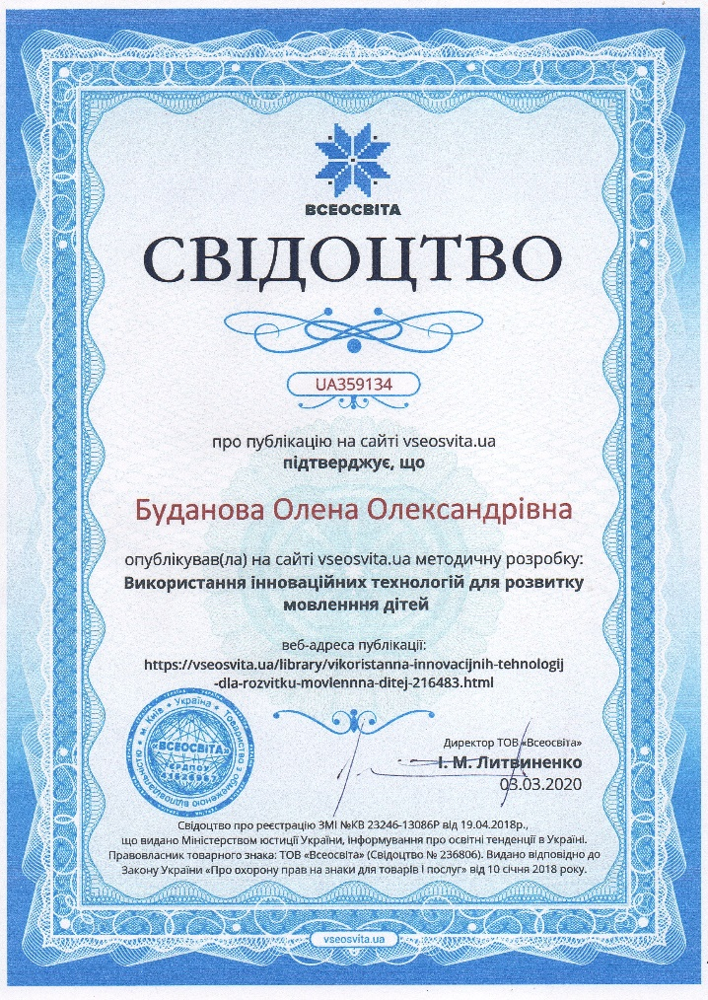 ВСЕОСВІТА
СВІДОЦТВО
UA359134
про публікацію на сайті vseosvita.ua
підтверджує, що
Буданова Олена Олександрівна
опублікував(ла) на сайті vseosvita.ua методичну розробку:
Використання інноваційних технологій для розвитку
мовленння дітей
веб-адреса публікації:
https://vseosvita.ua/library/vikoristanna-innovacijnih-tehnologij
-dla-rozvitku-movlennna-ditej-216483.html
м. Київ * Україна * Товариство з обмеженою відповідальністю
«ВСЕОСВІТА»
ЄРДПОУ
Директор ТОВ «Всеосвіта»
І. М. Литвиненко
03.03.2020
Свідоцтво про реєстрацію ЗМІ №КВ 23246-13086Р від 19.04.2018р.,
що видано Міністерством юстиції України, інформування про освітні тенденції в Україні.
Правовласник товарного знака: ТОВ «Всеосвіта» (Свідоцтво № 236806). Видано відповідно до
Закону України «Про охорону прав на знаки для товарів і послуг» від 10 січня 2018 року.
vseosvita.ua